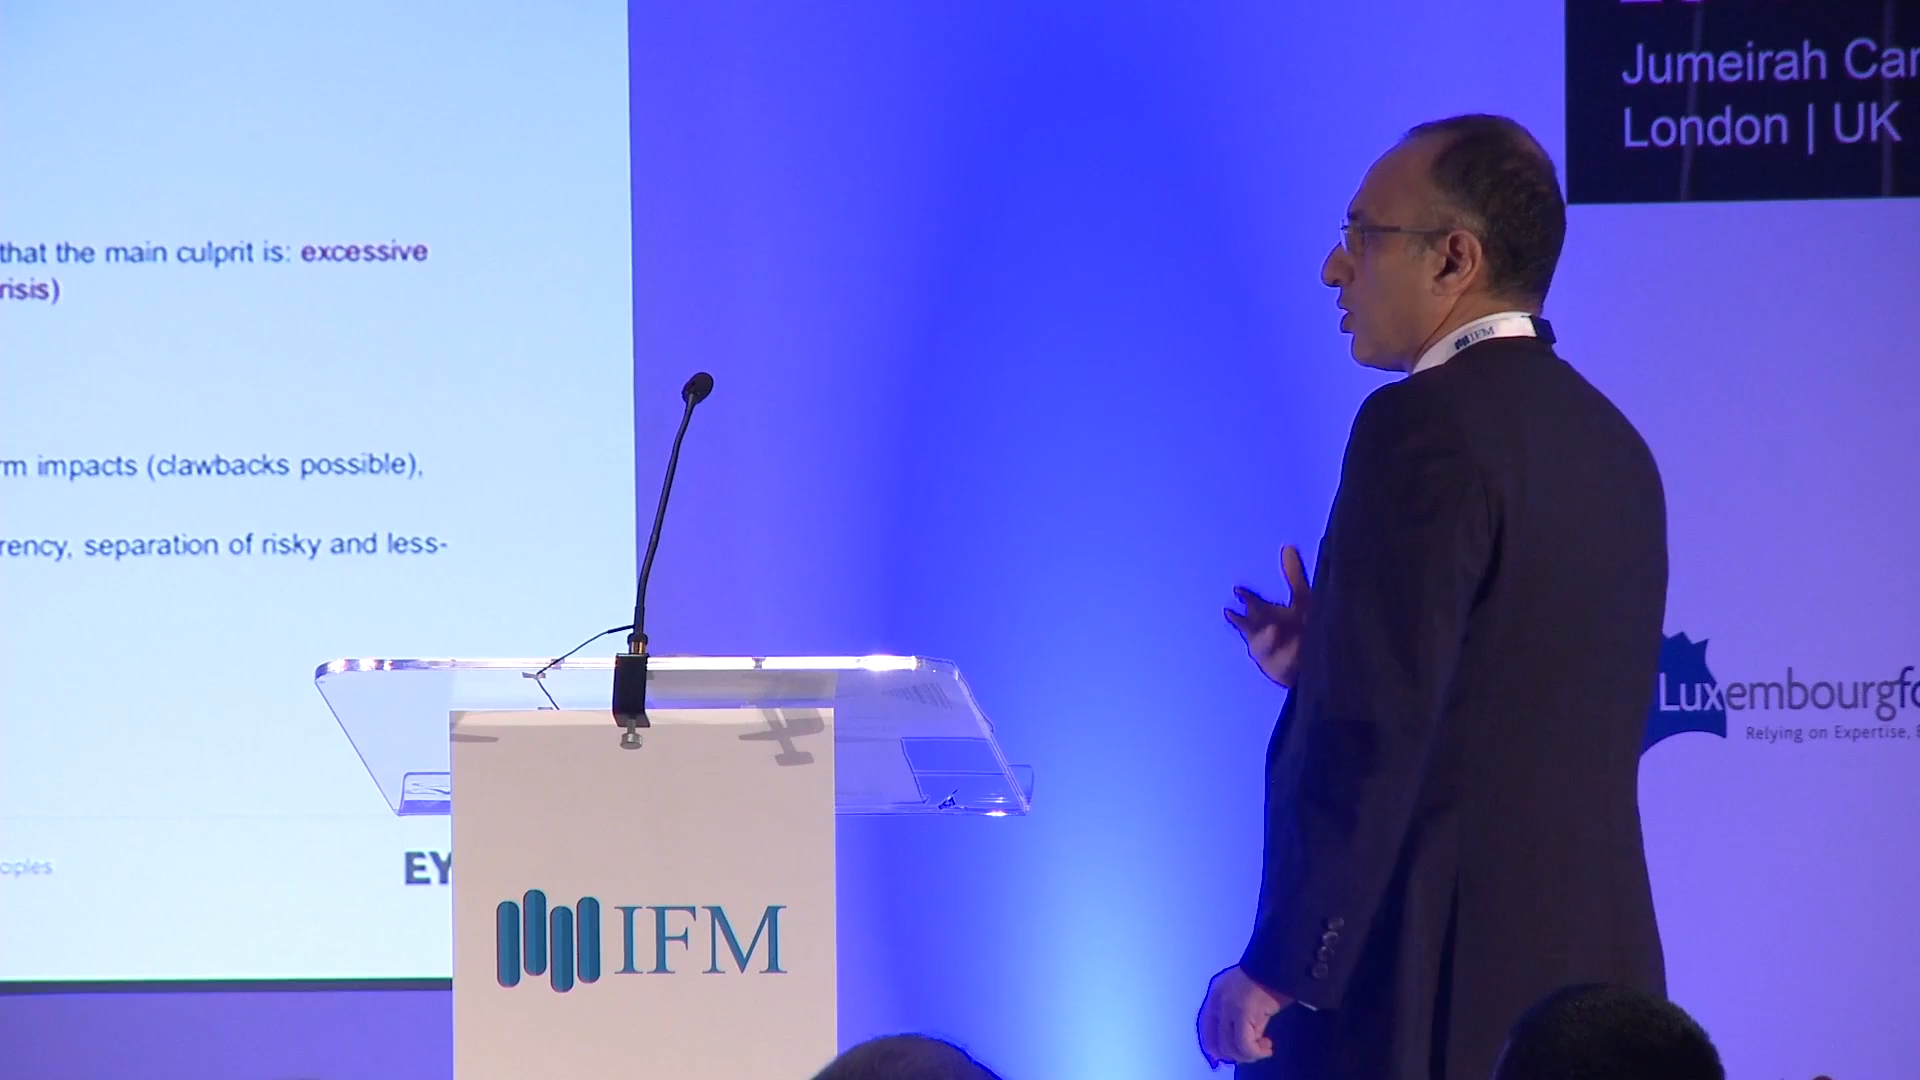 that the main culprit is: excessive
risis)
rm impacts (clawbacks possible),
rency, separation of risky and less-
oples
EY
IFM
IFM
Jumeirah Car
London | UK
Luxembourgfo
Relying on Expertise,